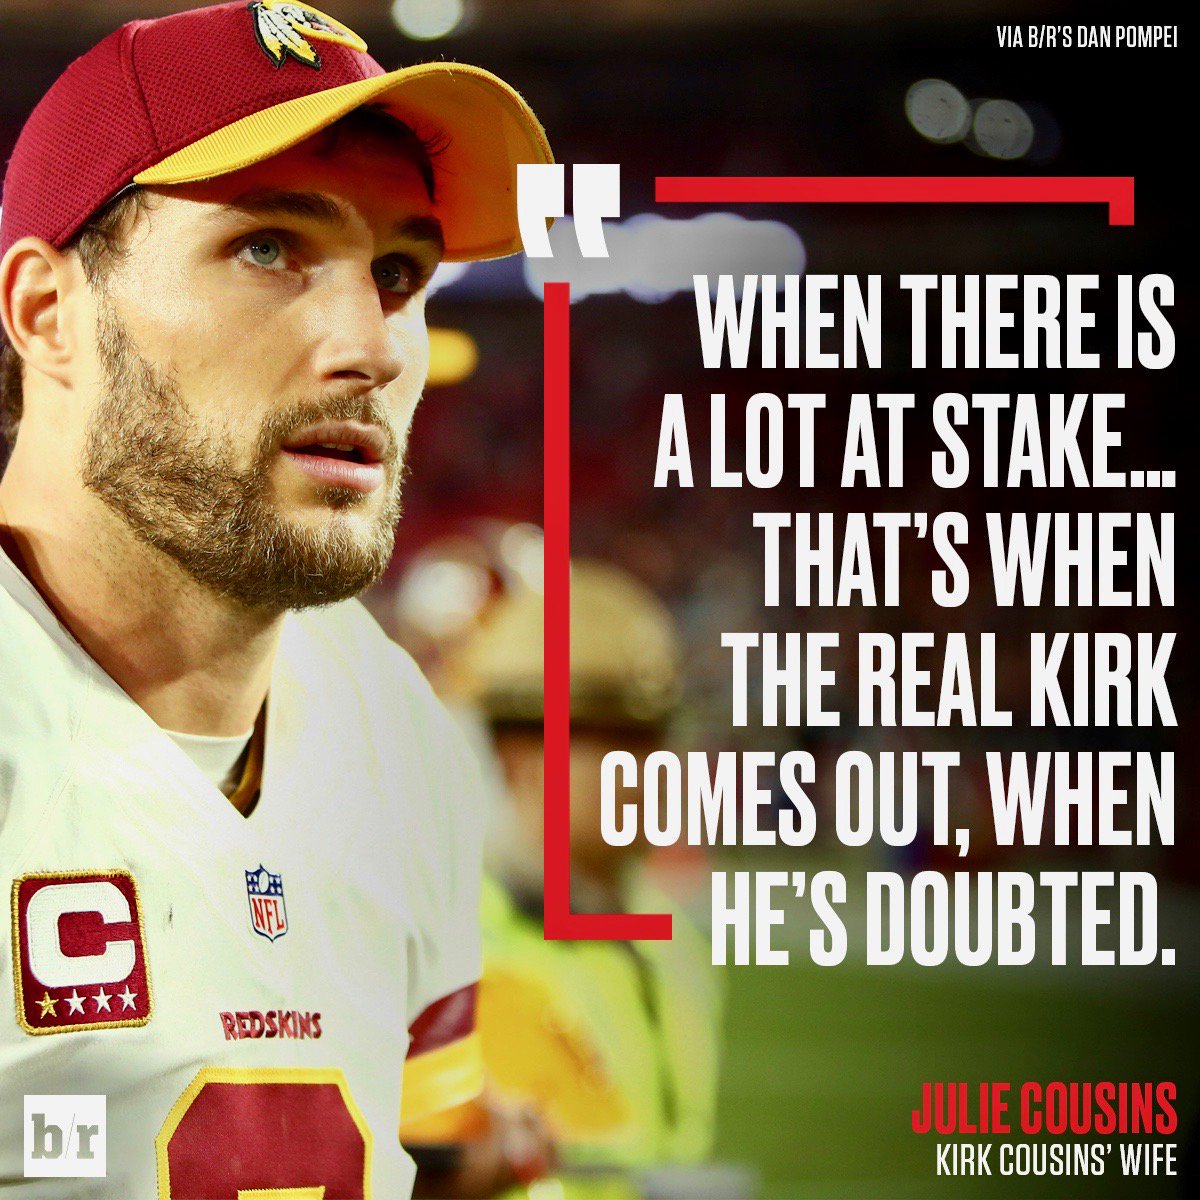 VIA B/R'S DAN POMPEI
"
WHEN THERE IS
A LOT AT STAKE...
THAT'S WHEN
THE REAL KIRK
COMES OUT, WHEN
HE'S DOUBTED.
C
NFL
REDSKINS
b/r
JULIE COUSINS
KIRK COUSINS' WIFE